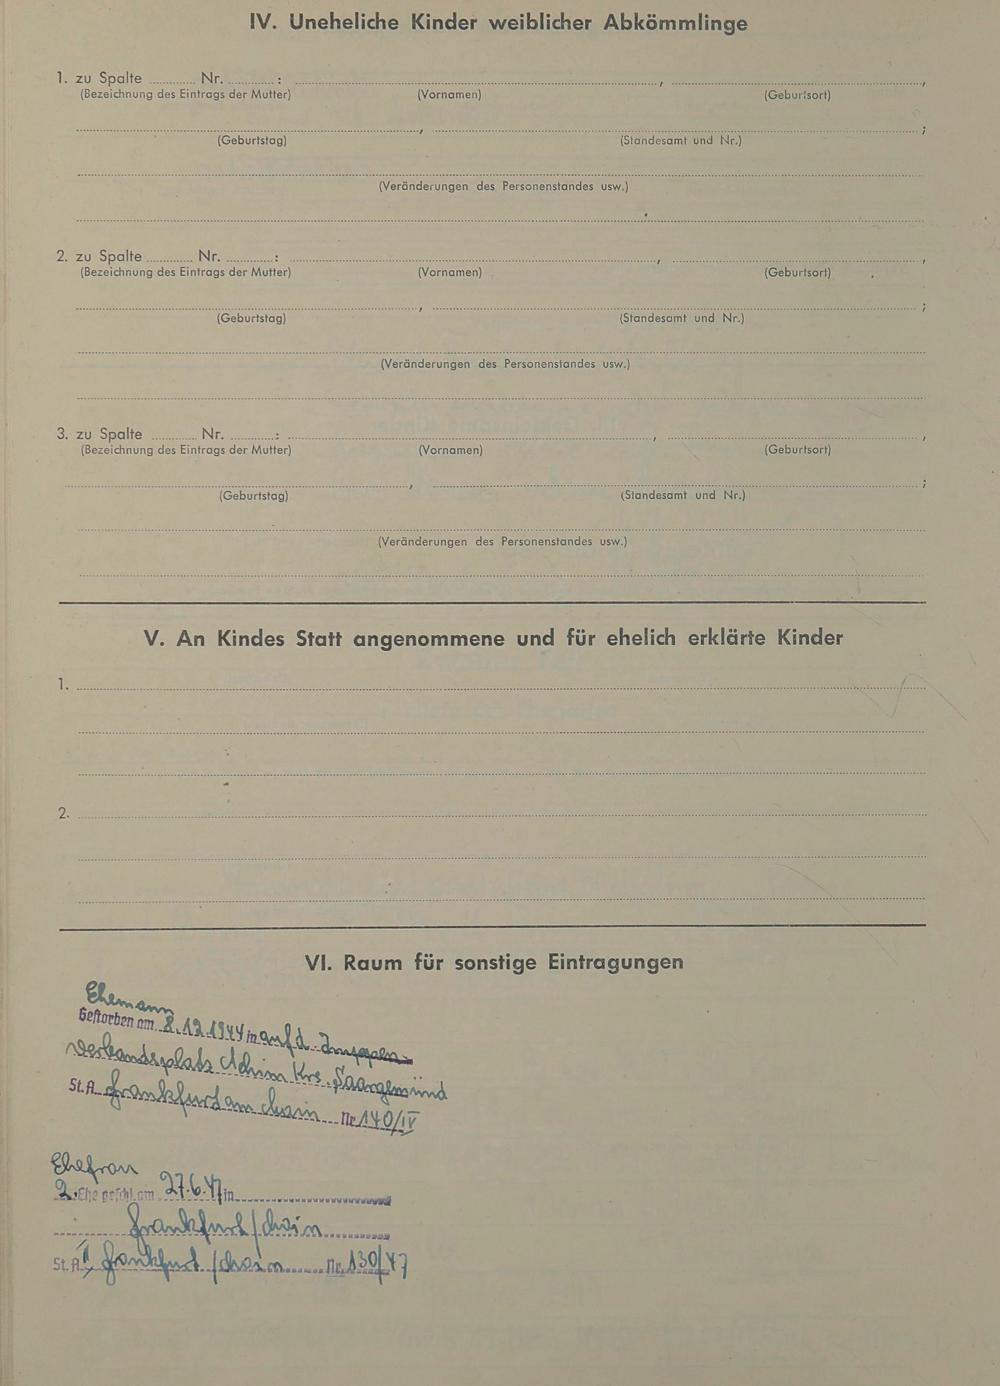 IV. Uneheliche Kinder weiblicher Abkömmlinge
1. zu Spalte ............ Nr. ............ : ............ , ............ ,
(Bezeichnung des Eintrags der Mutter) (Vornamen) (Geburtsort)
............ , ............ ;
(Geburtstag) (Standesamt und Nr.)
(Veränderungen des Personenstandes usw.)
2. zu Spalte ............ Nr. ............ : ............ , ............ ,
(Bezeichnung des Eintrags der Mutter) (Vornamen) (Geburtsort)
............ , ............ ;
(Geburtstag) (Standesamt und Nr.)
(Veränderungen des Personenstandes usw.)
3. zu Spalte ............ Nr. ............ : ............ , ............ ,
(Bezeichnung des Eintrags der Mutter) (Vornamen) (Geburtsort)
............ , ............ ;
(Geburtstag) (Standesamt und Nr.)
(Veränderungen des Personenstandes usw.)
V. An Kindes Statt angenommene und für ehelich erklärte Kinder
1.
2.
VI. Raum für sonstige Eintragungen
Ehemann
Gestorben am 8.12.1944 in auf d.
verbandsplatz Achim Krs. Saargemünd
St.A. Frankfurt am Main Nr. 140/IV
Ehefrau
2. Ehe geschl. am 27.6.47 in
Frankfurt/Main
St.A. Frankfurt/Main Nr. 130/47